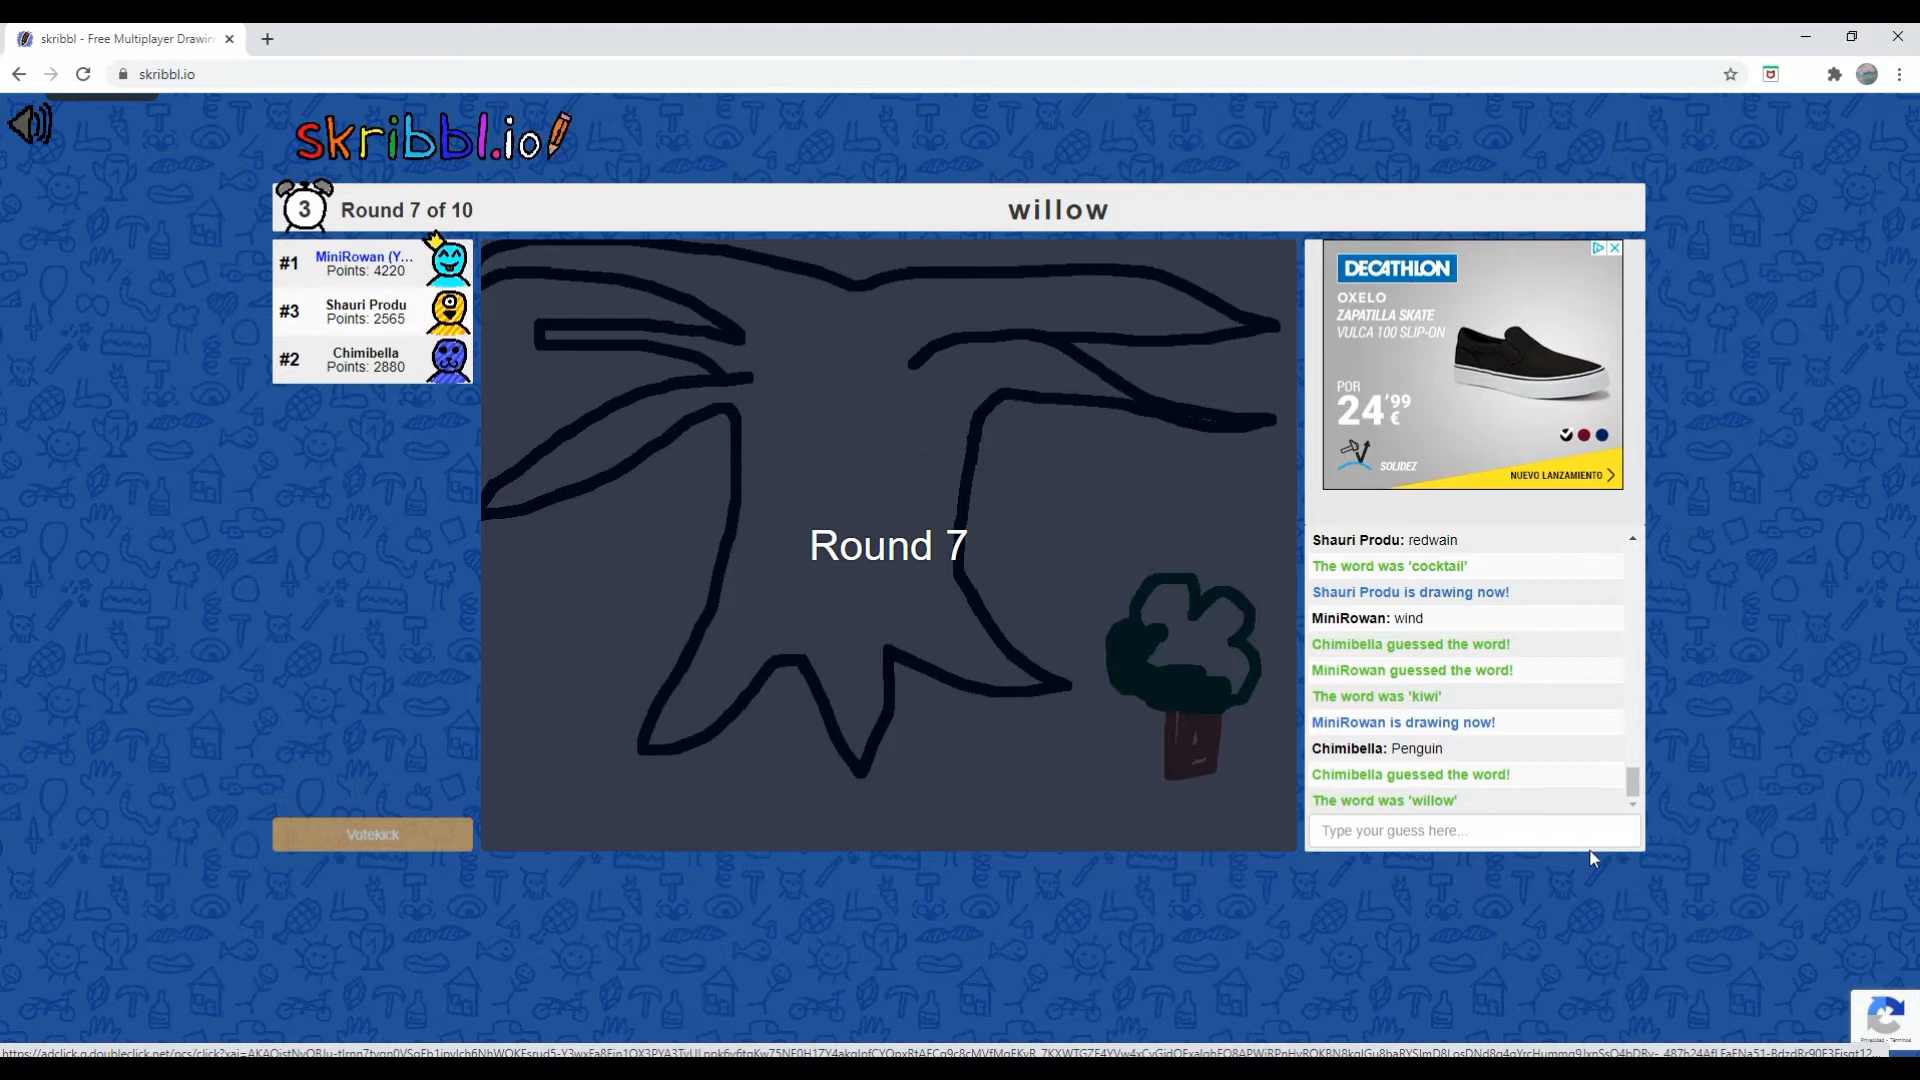 skribbl - Free Multiplayer Drawin
skribbl.io
skribbl.io
3
Round 7 of 10
willow
#1
MiniRowan (Y...
Points: 4220
#3
Shauri Produ
Points: 2565
#2
Chimibella
Points: 2880
Votekick
Round 7
DECATHLON
OXELO
ZAPATILLA SKATE
VULCA 100 SLIP-ON
POR
24'99
€
SOLIDEZ
NUEVO LANZAMIENTO
Shauri Produ: redwain
The word was 'cocktail'
Shauri Produ is drawing now!
MiniRowan: wind
Chimibella guessed the word!
MiniRowan guessed the word!
The word was 'kiwi'
MiniRowan is drawing now!
Chimibella: Penguin
Chimibella guessed the word!
The word was 'willow'
Type your guess here...
Privacidad - Términos